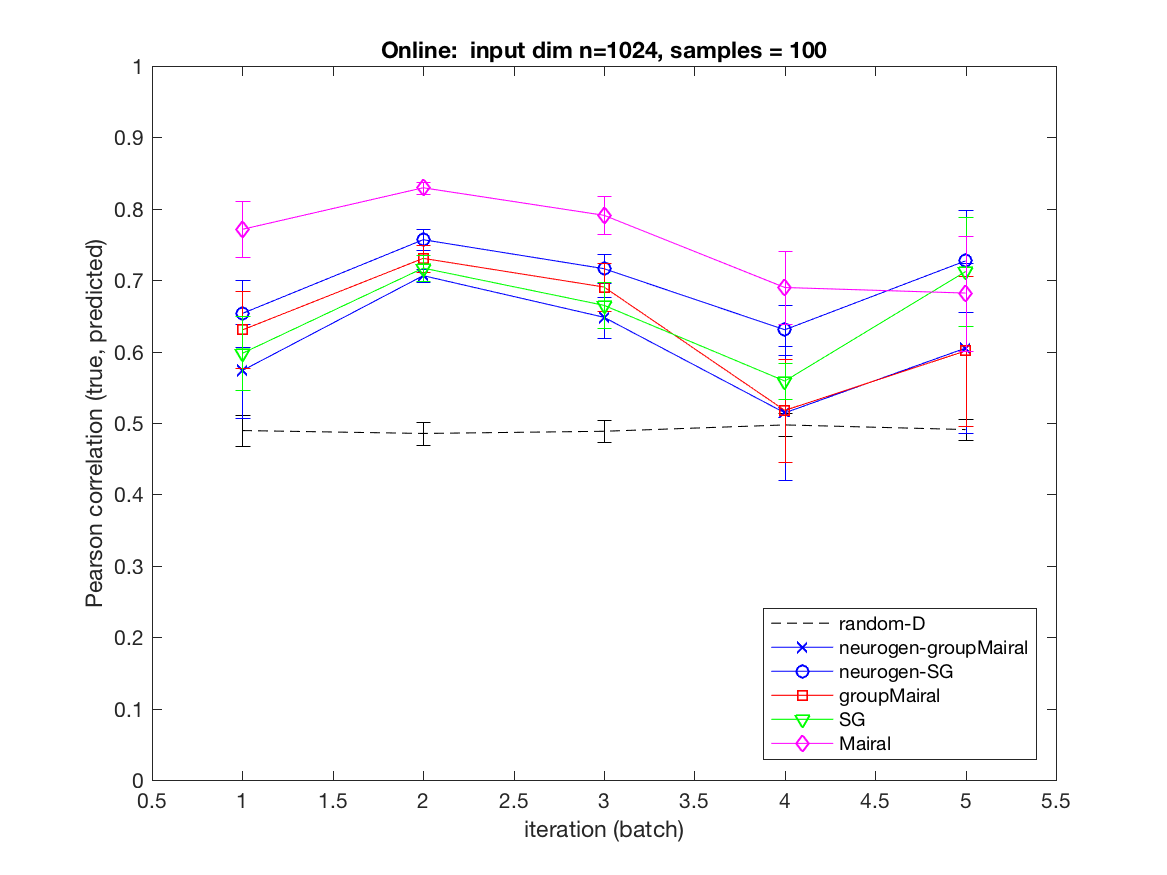 Online:  input dim n=1024, samples = 100
Pearson correlation (true, predicted)
1
0.9
0.8
0.7
0.6
0.5
0.4
0.3
0.2
0.1
0
random-D
neurogen-groupMairal
neurogen-SG
groupMairal
SG
Mairal
0.5 1 1.5 2 2.5 3 3.5 4 4.5 5 5.5
iteration (batch)